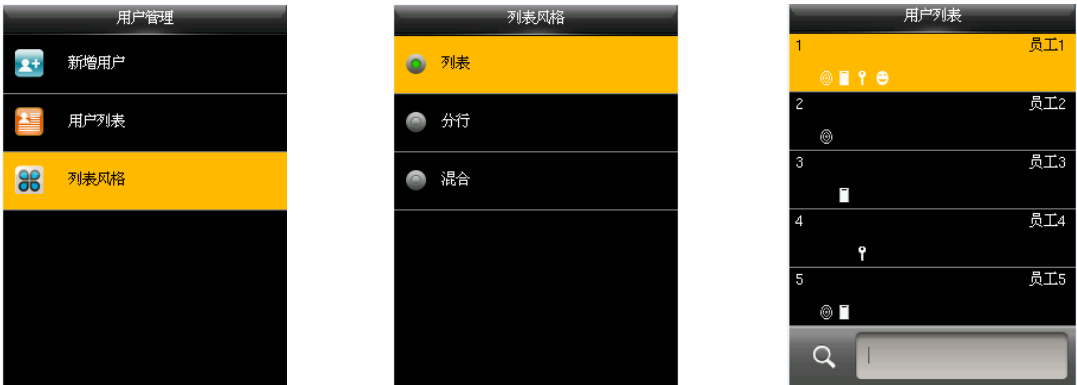 用户管理
新增用户
用户列表
列表风格
列表风格
列表
分行
混合
用户列表
1 员工1
2 员工2
3 员工3
4 员工4
5 员工5